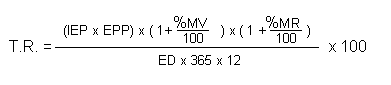 T.R. = (IEP x EPP) x ( 1+ %MV/100 ) x ( 1 + %MR/100 ) / ED x 365 x 12 x 100